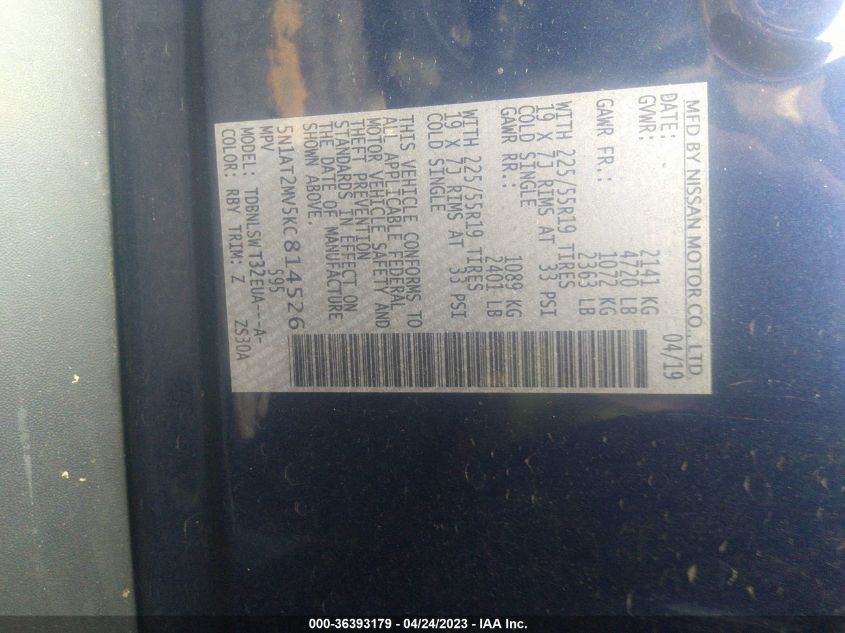 MFD BY NISSAN MOTOR CO., LTD
DATE: 04/19
GVWR: 2141 KG
4720 LB
GAWR FR.: 1072 KG
2363 LB
WITH 225/55R19 TIRES
19 X 7J RIMS AT 33 PSI
COLD SINGLE
GAWR RR.: 1089 KG
2401 LB
WITH 225/55R19 TIRES
19 X 7J RIMS AT 33 PSI
COLD SINGLE
THIS VEHICLE CONFORMS TO
ALL APPLICABLE FEDERAL
MOTOR VEHICLE SAFETY AND
THEFT PREVENTION
STANDARDS IN EFFECT ON
THE DATE OF MANUFACTURE
SHOWN ABOVE.
5N1AT2MV5KC814526
MPV 595
MODEL: TDBNLSWT32EUA---A-
COLOR: RBY TRIM: Z ZS30A
000-36393179 - 04/24/2023 - IAA Inc.